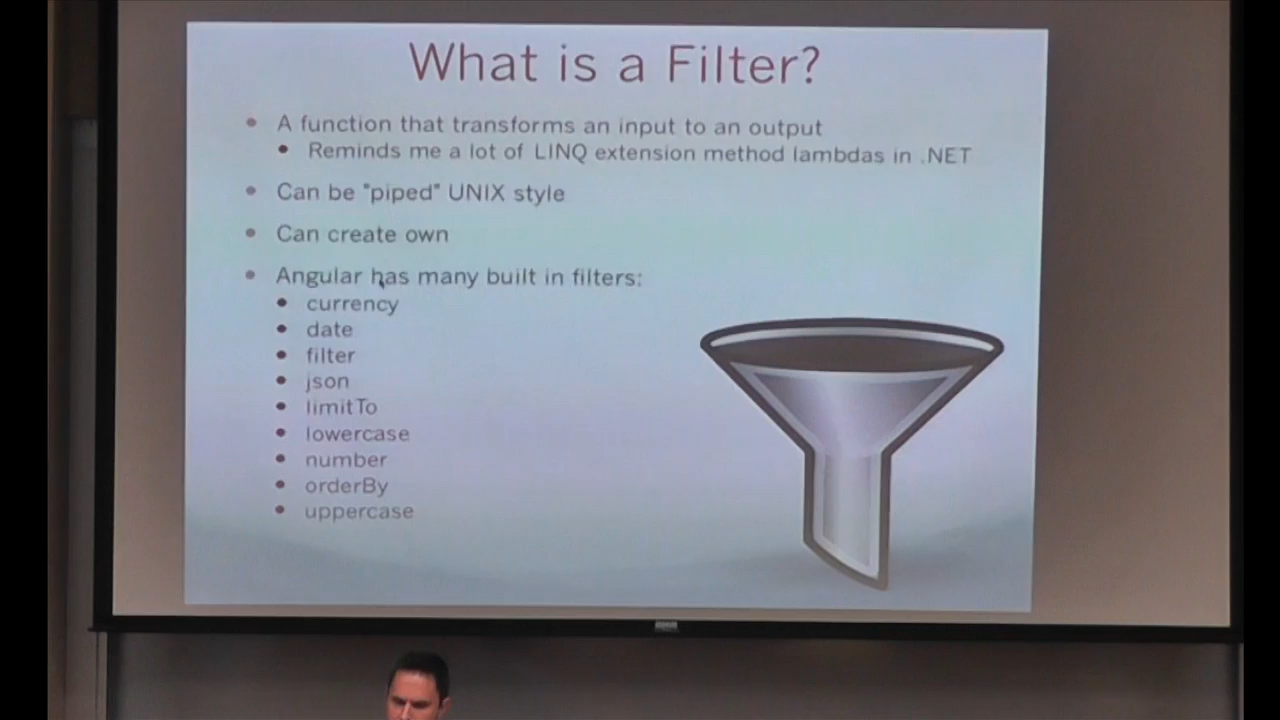 What is a Filter?
A function that transforms an input to an output
Reminds me a lot of LINQ extension method lambdas in .NET
Can be "piped" UNIX style
Can create own
Angular has many built in filters:
currency
date
filter
json
limitTo
lowercase
number
orderBy
uppercase